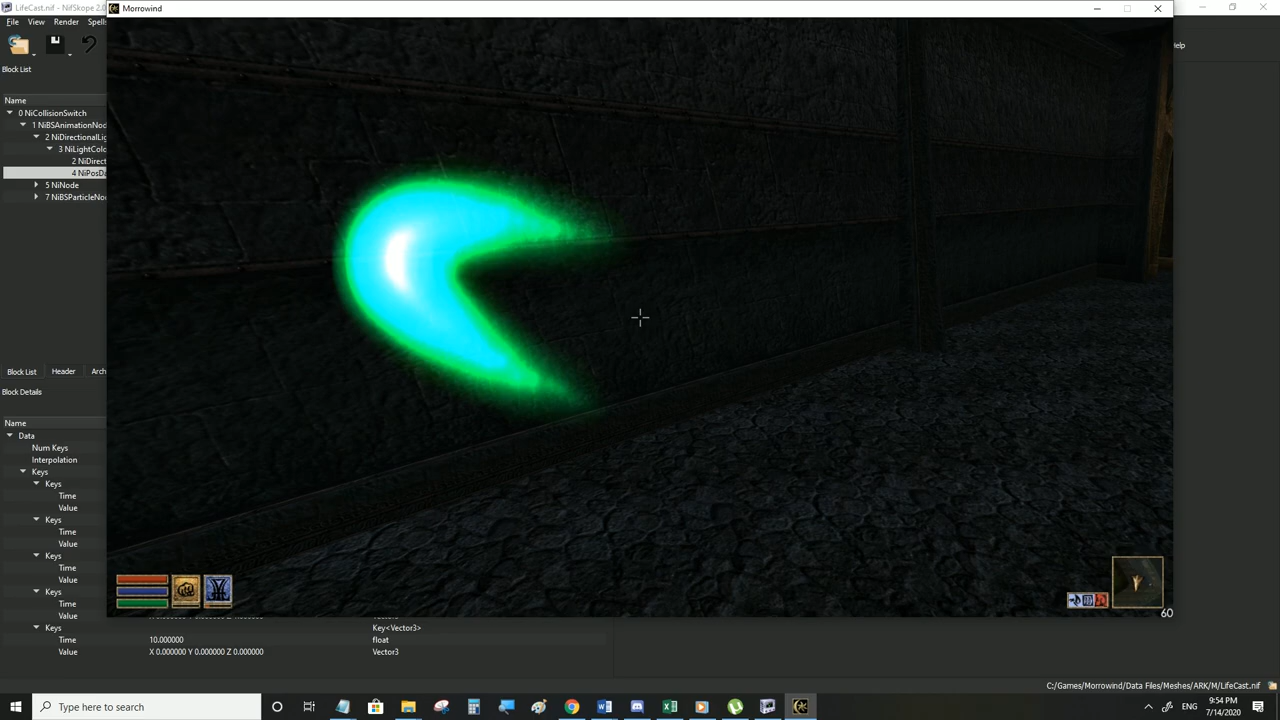 LifeCast.nif - NifSkope 2.0
Morrowind
File View Render Spells
Help
Block List
Name
0 NiCollisionSwitch
1 NiBSAnimationNod
2 NiDirectionalLig
3 NiLightColo
2 NiDirect
4 NiPosDa
5 NiNode
7 NiBSParticleNo
Block List Header Arch
Block Details
Name
Data
Num Keys
Interpolation
Keys
Keys
Time
Value
Keys
Time
Value
Keys
Time
Value
Keys
Time
Value
Keys Key<Vector3>
Time 10.000000 float
Value X 0.000000 Y 0.000000 Z 0.000000 Vector3
60
C:/Games/Morrowind/Data Files/Meshes/ARK/M/LifeCast.nif
Type here to search
ENG
9:54 PM
7/14/2020